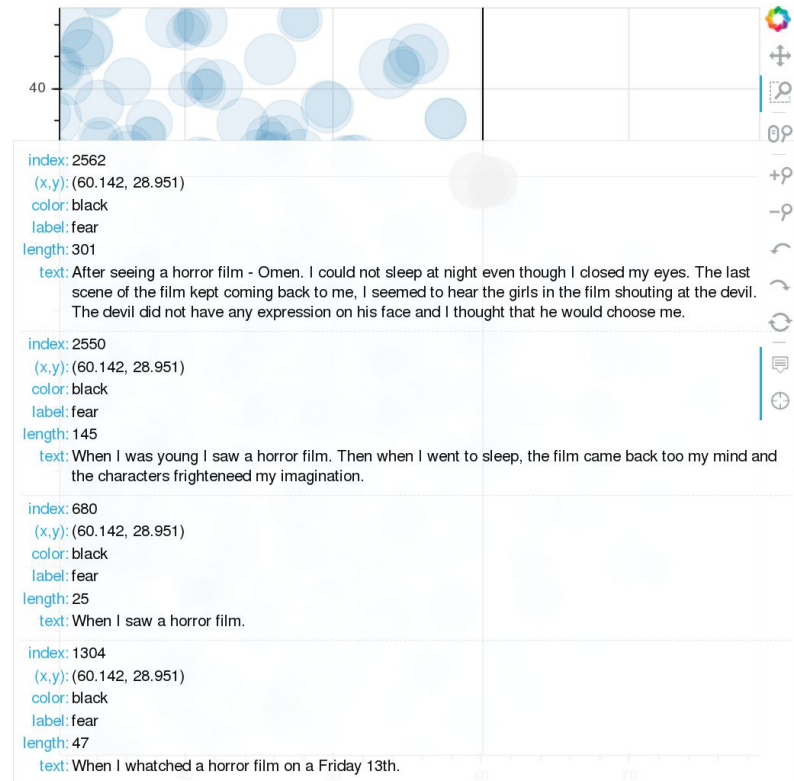 40
index: 2562
(x,y): (60.142, 28.951)
color: black
label: fear
length: 301
text: After seeing a horror film - Omen. I could not sleep at night even though I closed my eyes. The last
scene of the film kept coming back to me, I seemed to hear the girls in the film shouting at the devil.
The devil did not have any expression on his face and I thought that he would choose me.
index: 2550
(x,y): (60.142, 28.951)
color: black
label: fear
length: 145
text: When I was young I saw a horror film. Then when I went to sleep, the film came back too my mind and
the characters frighteneed my imagination.
index: 680
(x,y): (60.142, 28.951)
color: black
label: fear
length: 25
text: When I saw a horror film.
index: 1304
(x,y): (60.142, 28.951)
color: black
label: fear
length: 47
text: When I whatched a horror film on a Friday 13th.
60
70